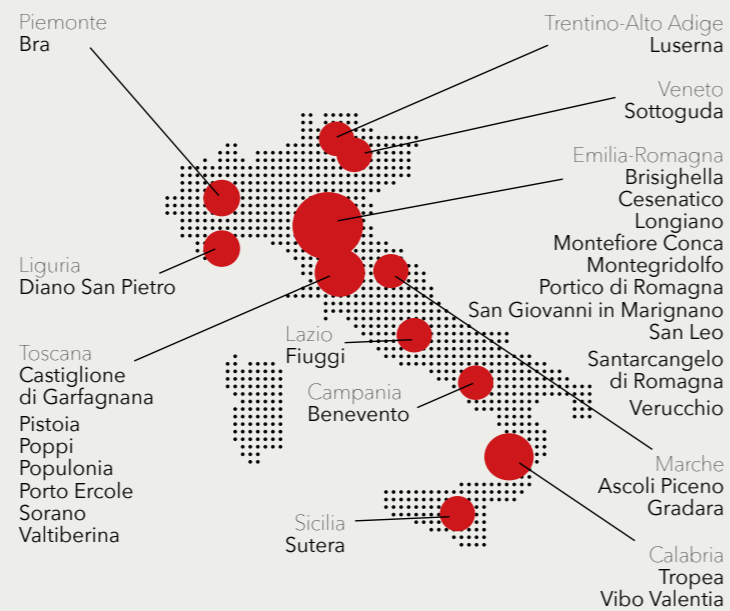 Piemonte
Bra
Liguria
Diano San Pietro
Toscana
Castiglione
di Garfagnana
Pistoia
Poppi
Populonia
Porto Ercole
Sorano
Valtiberina
Lazio
Fiuggi
Campania
Benevento
Sicilia
Sutera
Trentino-Alto Adige
Luserna
Veneto
Sottoguda
Emilia-Romagna
Brisighella
Cesenatico
Longiano
Montefiore Conca
Montegridolfo
Portico di Romagna
San Giovanni in Marignano
San Leo
Santarcangelo
di Romagna
Verucchio
Marche
Ascoli Piceno
Gradara
Calabria
Tropea
Vibo Valentia